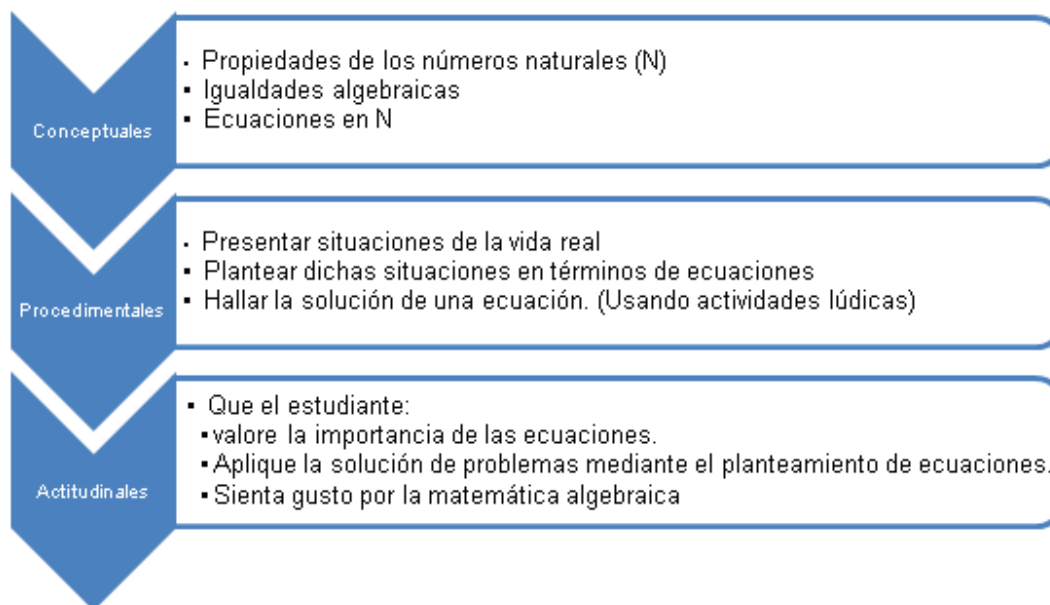 Conceptuales
▪ Propiedades de los números naturales (N)
▪ Igualdades algebraicas
▪ Ecuaciones en N
Procedimentales
▪ Presentar situaciones de la vida real
▪ Plantear dichas situaciones en términos de ecuaciones
▪ Hallar la solución de una ecuación. (Usando actividades lúdicas)
Actitudinales
▪ Que el estudiante:
▪ valore la importancia de las ecuaciones.
▪ Aplique la solución de problemas mediante el planteamiento de ecuaciones.
▪ Sienta gusto por la matemática algebraica